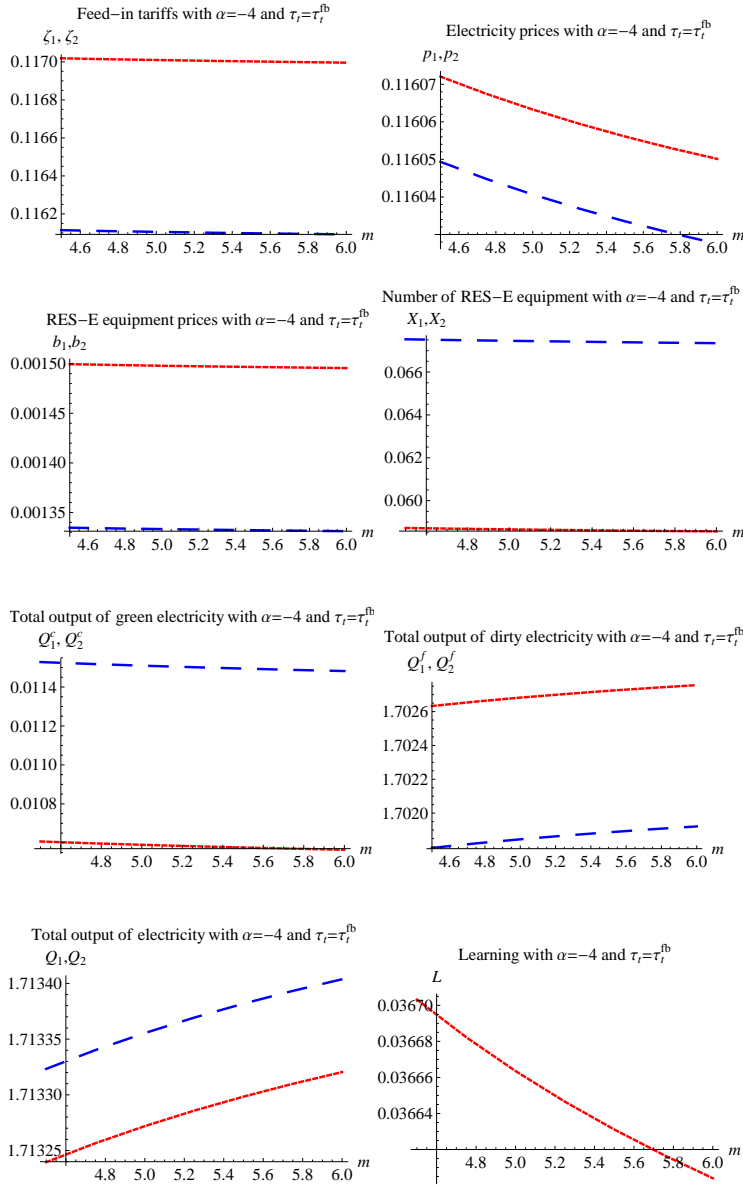 Feed-in tariffs with α=−4 and τₜ=τₜᶠᵇ
ζ₁, ζ₂
0.1170
0.1168
0.1166
0.1164
0.1162
4.6 4.8 5.0 5.2 5.4 5.6 5.8 6.0 m
Electricity prices with α=−4 and τₜ=τₜᶠᵇ
p₁,p₂
0.11607
0.11606
0.11605
0.11604
4.6 4.8 5.0 5.2 5.4 5.6 5.8 6.0 m
RES−E equipment prices with α=−4 and τₜ=τₜᶠᵇ
b₁,b₂
0.00150
0.00145
0.00140
0.00135
4.6 4.8 5.0 5.2 5.4 5.6 5.8 6.0 m
Number of RES−E equipment with α=−4 and τₜ=τₜᶠᵇ
X₁,X₂
0.066
0.064
0.062
0.060
4.8 5.0 5.2 5.4 5.6 5.8 6.0 m
Total output of green electricity with α=−4 and τₜ=τₜᶠᵇ
Q₁ᶜ, Q₂ᶜ
0.0114
0.0112
0.0110
0.0108
4.8 5.0 5.2 5.4 5.6 5.8 6.0 m
Total output of dirty electricity with α=−4 and τₜ=τₜᶠᵇ
Q₁ᶠ, Q₂ᶠ
1.7026
1.7024
1.7022
1.7020
4.6 4.8 5.0 5.2 5.4 5.6 5.8 6.0 m
Total output of electricity with α=−4 and τₜ=τₜᶠᵇ
Q₁,Q₂
1.71340
1.71335
1.71330
1.71325
4.8 5.0 5.2 5.4 5.6 5.8 6.0 m
Learning with α=−4 and τₜ=τₜᶠᵇ
L
0.03670
0.03668
0.03666
0.03664
4.8 5.0 5.2 5.4 5.6 5.8 6.0 m